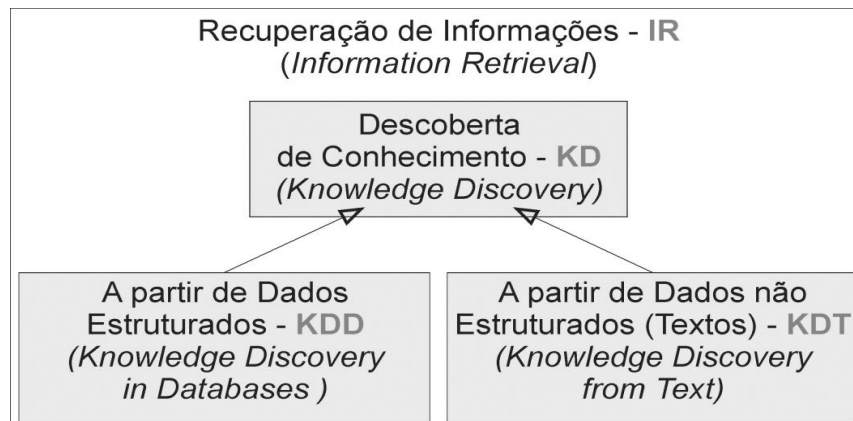 Recuperação de Informações - IR
(Information Retrieval)
Descoberta
de Conhecimento - KD
(Knowledge Discovery)
A partir de Dados
Estruturados - KDD
(Knowledge Discovery
in Databases )
A partir de Dados não
Estruturados (Textos) - KDT
(Knowledge Discovery
from Text)